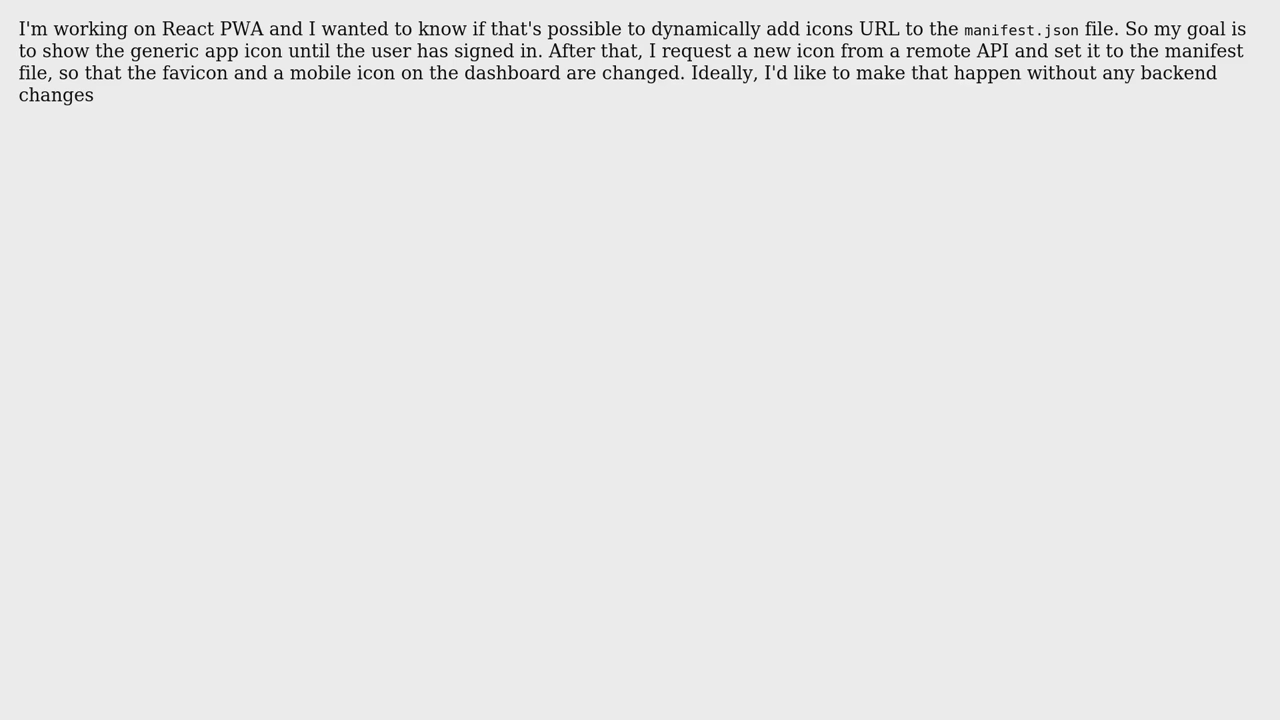 I'm working on React PWA and I wanted to know if that's possible to dynamically add icons URL to the manifest.json file. So my goal is
to show the generic app icon until the user has signed in. After that, I request a new icon from a remote API and set it to the manifest
file, so that the favicon and a mobile icon on the dashboard are changed. Ideally, I'd like to make that happen without any backend
changes